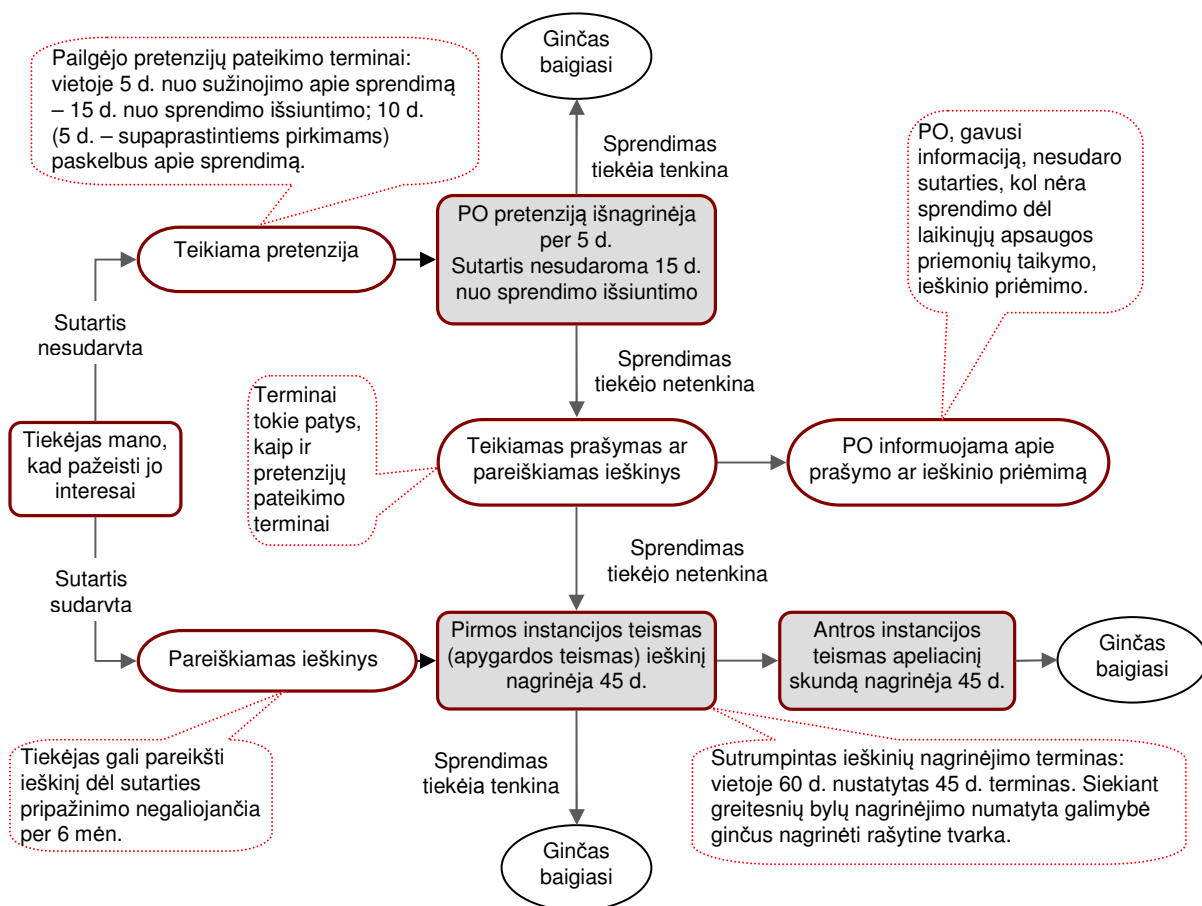 Ginčas
baigiasi
Pailgėjo pretenzijų pateikimo terminai:
vietoje 5 d. nuo sužinojimo apie sprendimą
– 15 d. nuo sprendimo išsiuntimo; 10 d.
(5 d. – supaprastintiems pirkimams)
paskelbus apie sprendimą.
Sprendimas
tiekėja tenkina
PO, gavusi
informaciją, nesudaro
sutarties, kol nėra
sprendimo dėl
laikinųjų apsaugos
priemonių taikymo,
ieškinio priėmimo.
Teikiama pretenzija
PO pretenziją išnagrinėja
per 5 d.
Sutartis nesudaroma 15 d.
nuo sprendimo išsiuntimo
Sutartis
nesudaryta
Sprendimas
tiekėjo netenkina
Terminai
tokie patys,
kaip ir
pretenzijų
pateikimo
terminai
Tiekėjas mano,
kad pažeisti jo
interesai
Teikiamas prašymas ar
pareiškiamas ieškinys
PO informuojama apie
prašymo ar ieškinio priėmimą
Sprendimas
tiekėjo netenkina
Sutartis
sudaryta
Pareiškiamas ieškinys
Pirmos instancijos teismas
(apygardos teismas) ieškinį
nagrinėja 45 d.
Antros instancijos
teismas apeliacinį
skundą nagrinėja 45 d.
Ginčas
baigiasi
Tiekėjas gali pareikšti
ieškinį dėl sutarties
pripažinimo negaliojančia
per 6 mėn.
Sprendimas
tiekėja tenkina
Sutrumpintas ieškinių nagrinėjimo terminas:
vietoje 60 d. nustatytas 45 d. terminas. Siekiant
greitesnių bylų nagrinėjimo numatyta galimybė
ginčus nagrinėti rašytine tvarka.
Ginčas
baigiasi